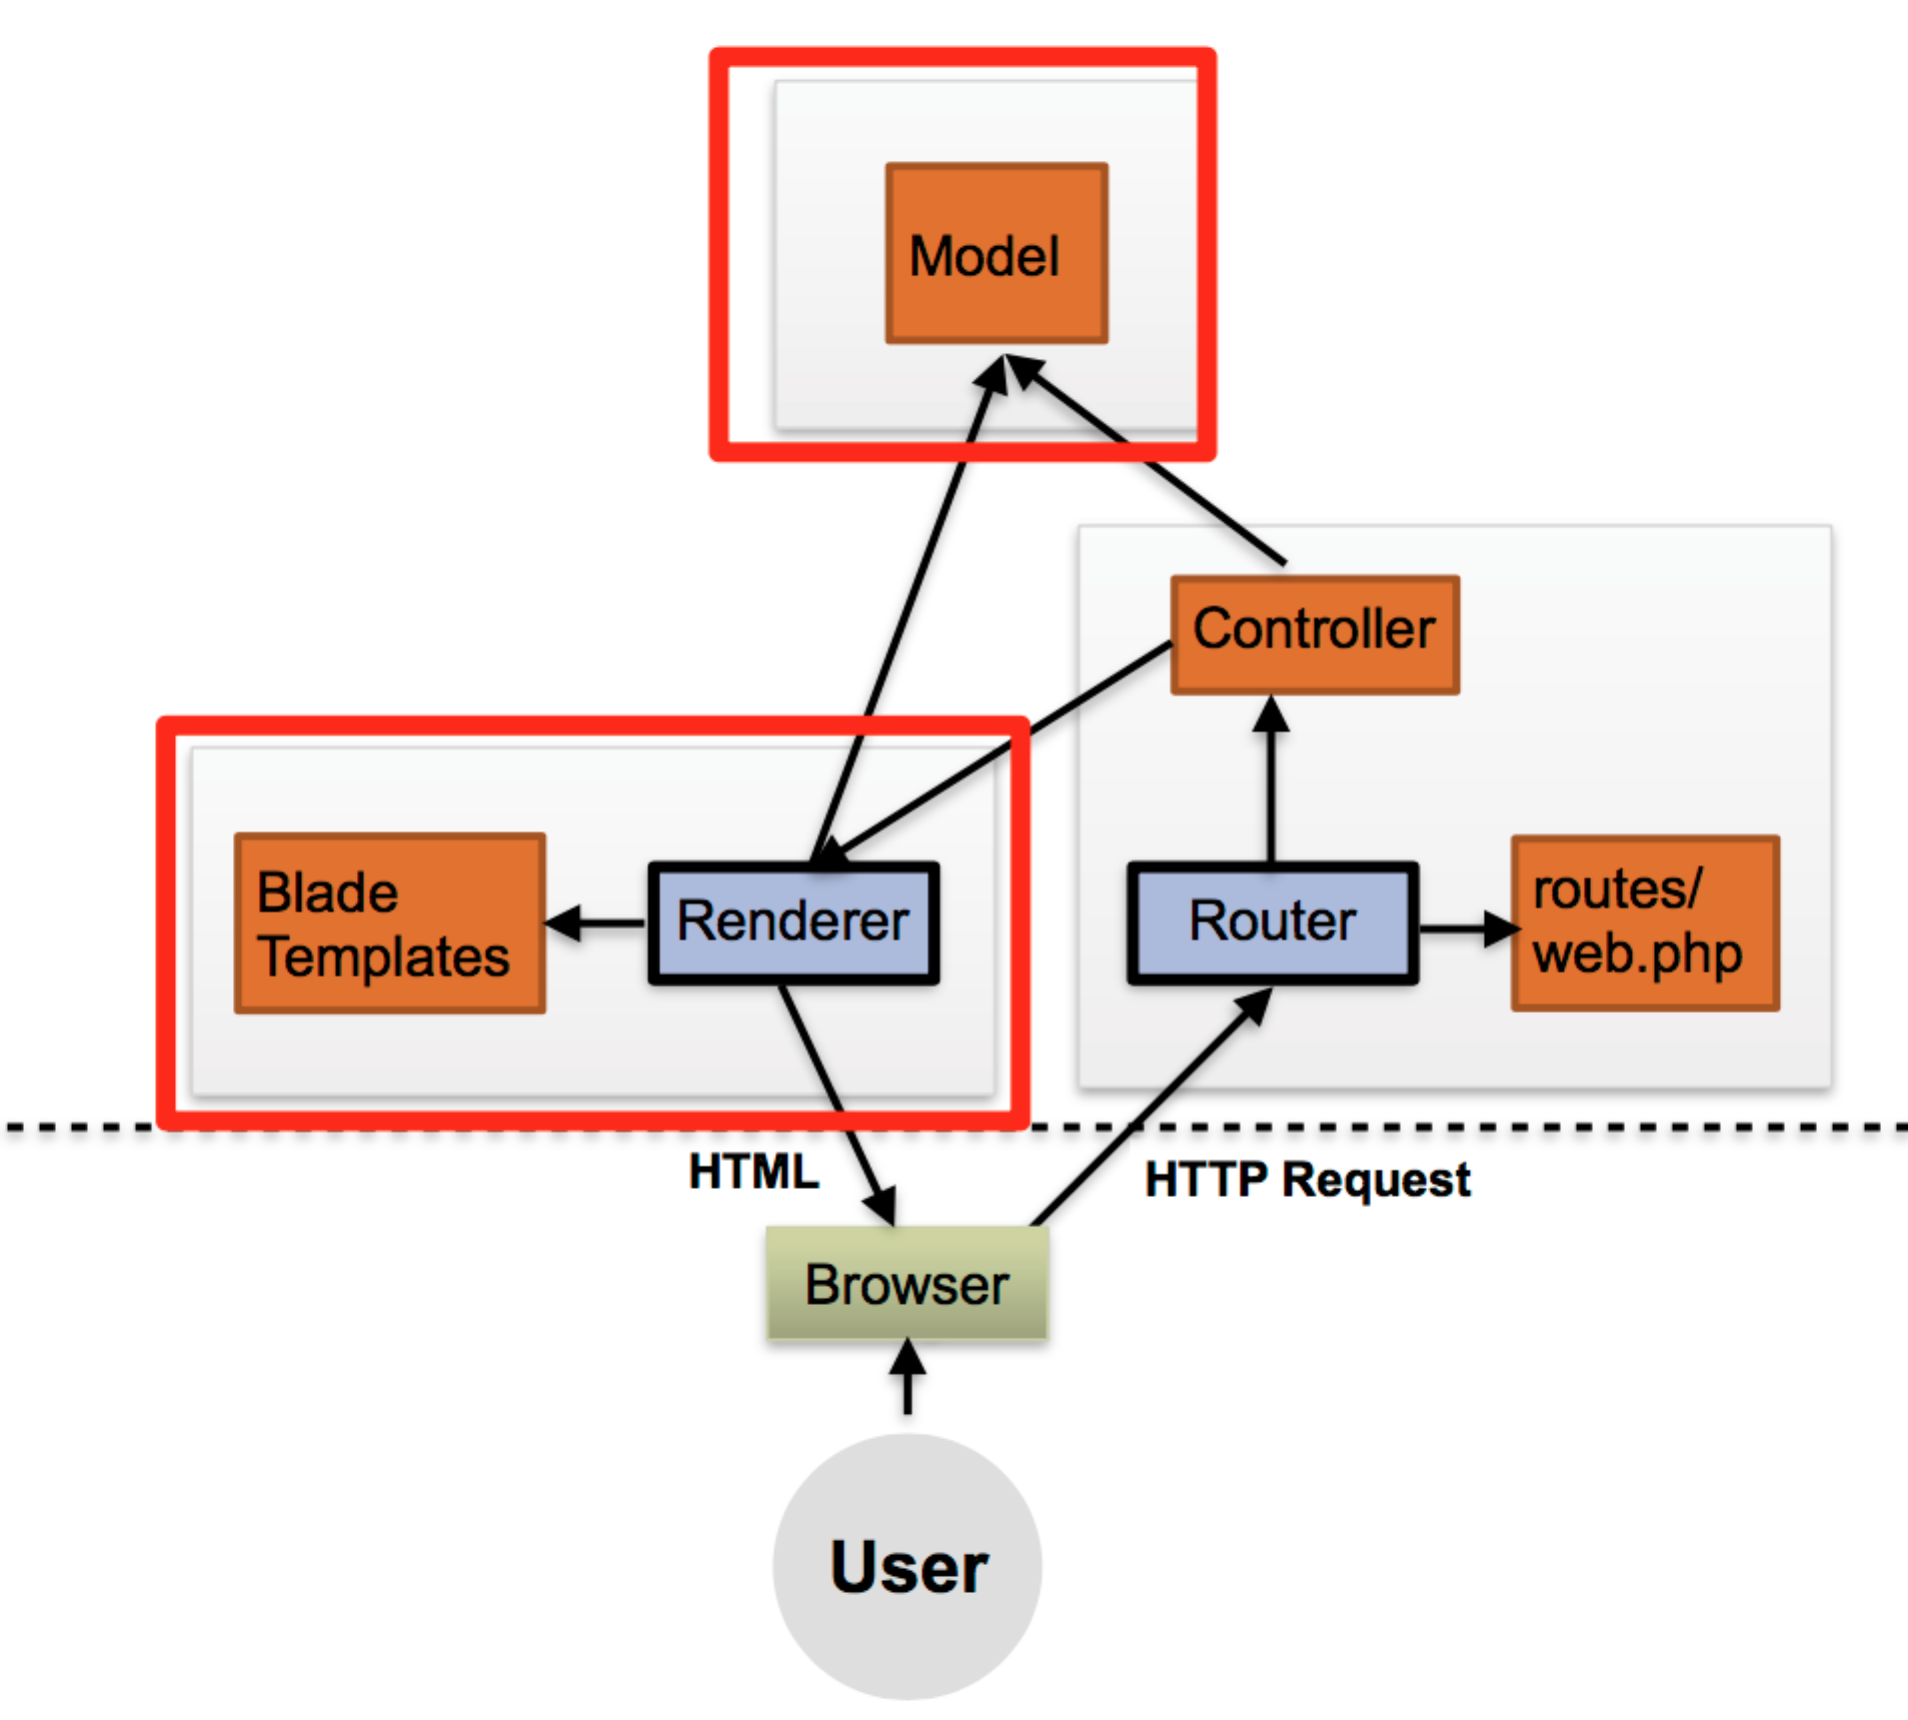 Model
Controller
Blade
Templates
Renderer
Router
routes/
web.php
HTML
HTTP Request
Browser
User